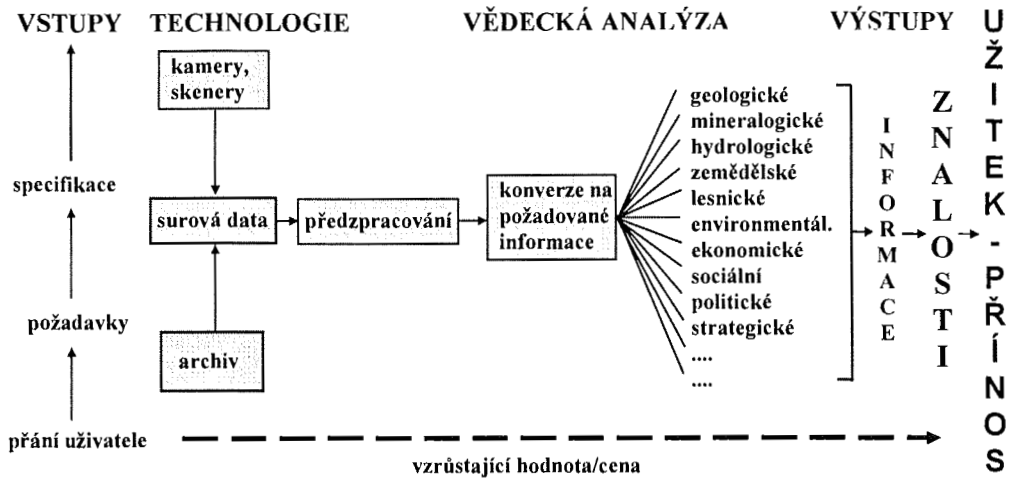 VSTUPY
TECHNOLOGIE
VĚDECKÁ ANALÝZA
VÝSTUPY
kamery,
skenery
surová data
archiv
předzpracování
konverze na
požadované
informace
geologické
mineralogické
hydrologické
zemědělské
lesnické
environmentál.
ekonomické
sociální
politické
strategické
....
....
INFORMACE
ZNALOSTI
UŽITEK - PŘÍNOS
specifikace
požadavky
přání uživatele
vzrůstající hodnota/cena